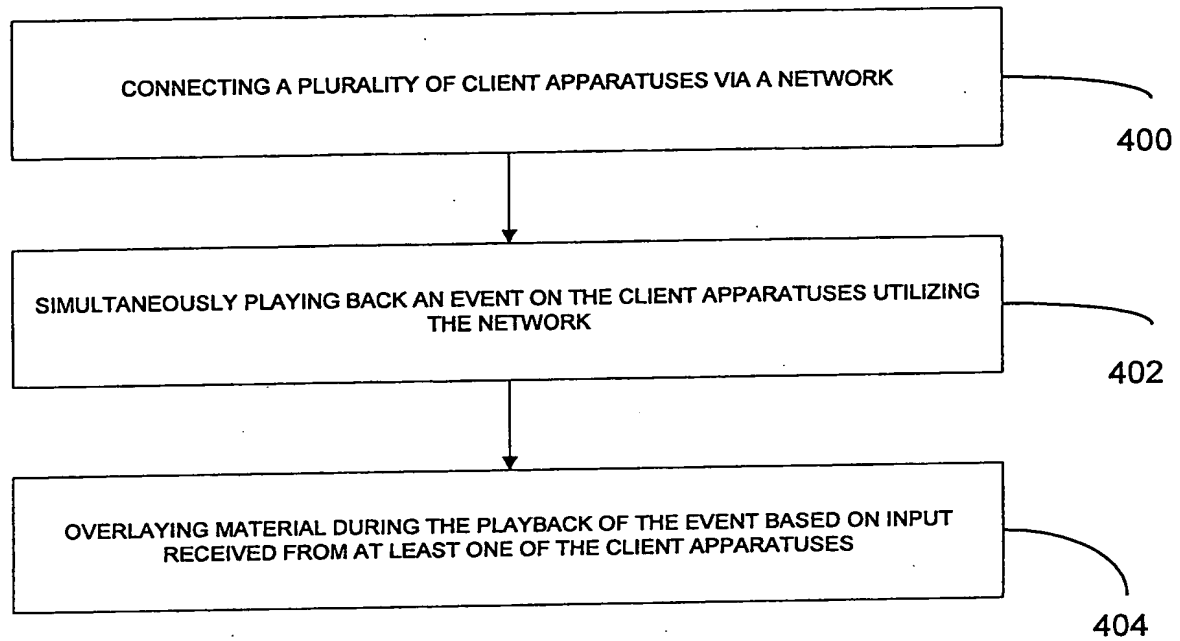 CONNECTING A PLURALITY OF CLIENT APPARATUSES VIA A NETWORK
400
SIMULTANEOUSLY PLAYING BACK AN EVENT ON THE CLIENT APPARATUSES UTILIZING
THE NETWORK
402
OVERLAYING MATERIAL DURING THE PLAYBACK OF THE EVENT BASED ON INPUT
RECEIVED FROM AT LEAST ONE OF THE CLIENT APPARATUSES
404